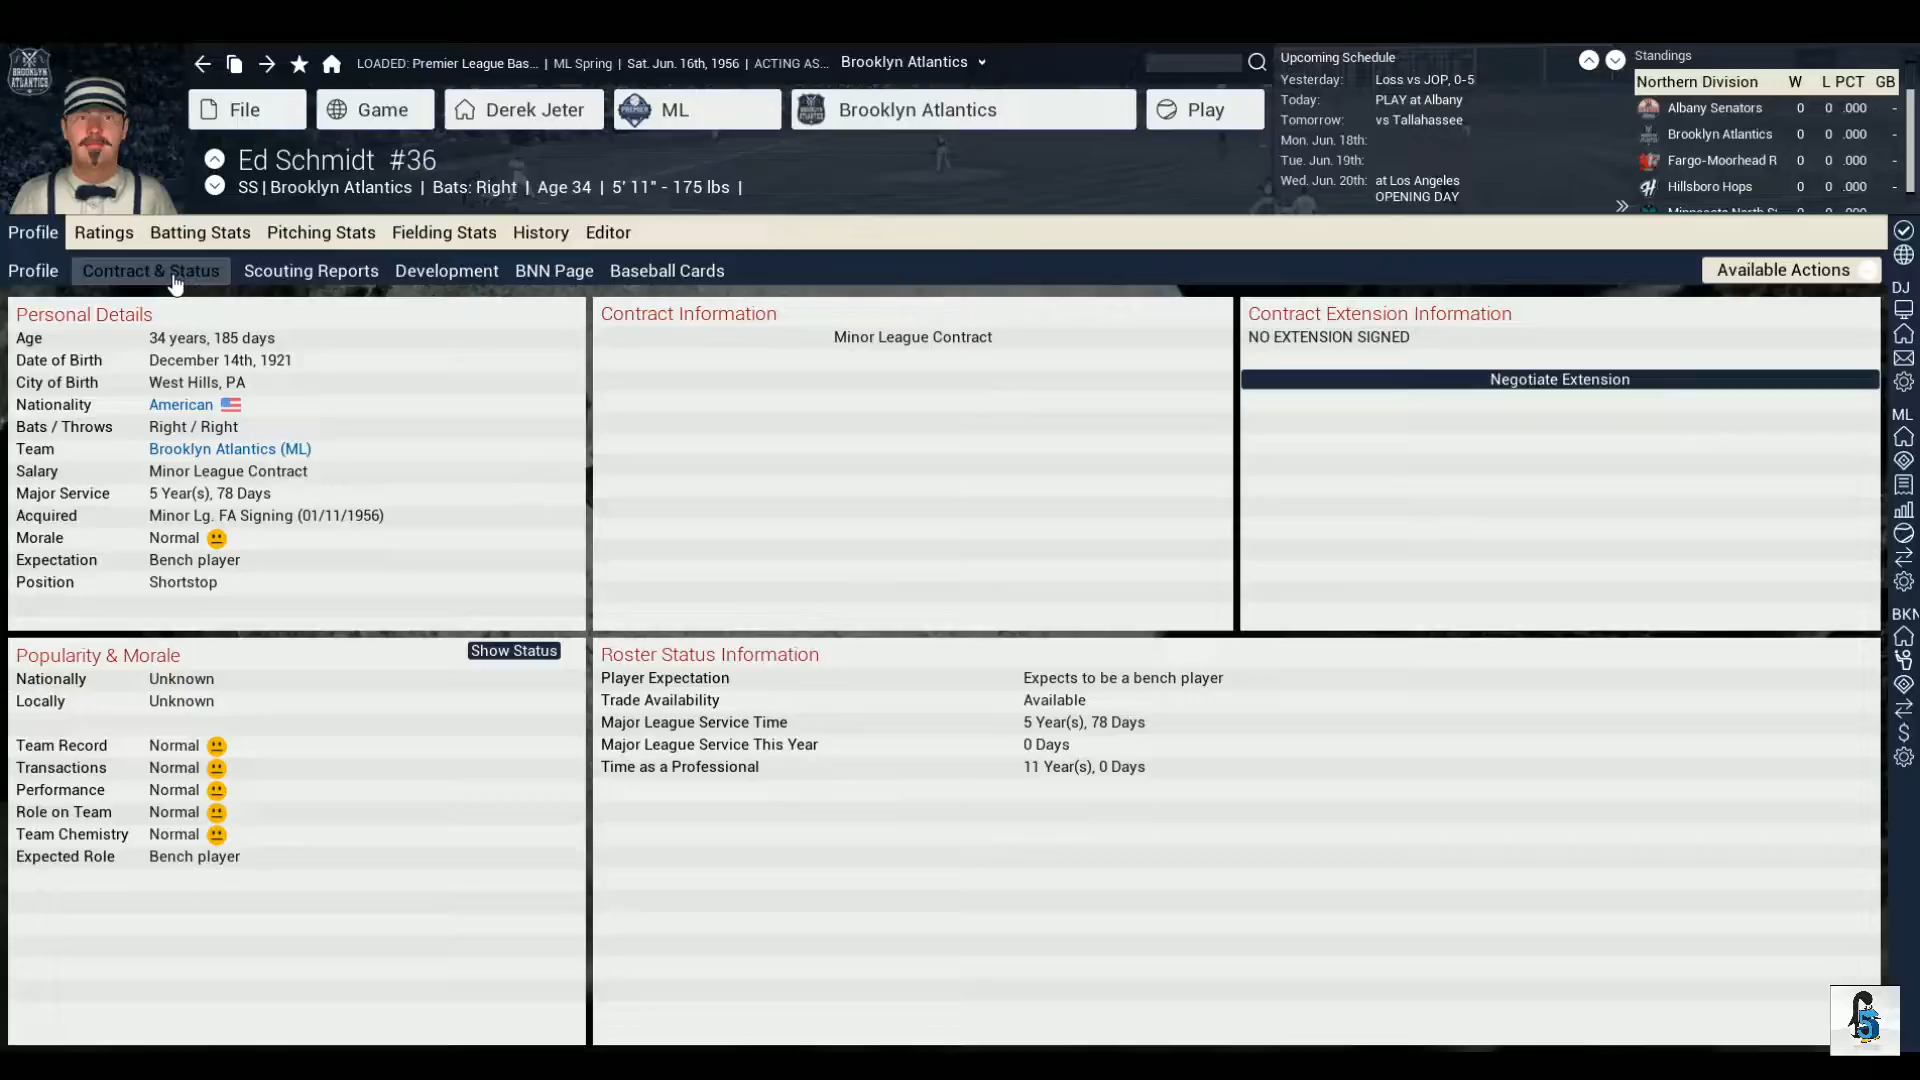 LOADED: Premier League Bas... | ML Spring | Sat. Jun. 16th, 1956 | ACTING AS... Brooklyn Atlantics
File Game Derek Jeter ML Brooklyn Atlantics Play
BROOKLYN ATLANTICS
Ed Schmidt #36
SS | Brooklyn Atlantics | Bats: Right | Age 34 | 5' 11" - 175 lbs |
Upcoming Schedule
Yesterday: Loss vs JOP, 0-5
Today: PLAY at Albany
Tomorrow: vs Tallahassee
Mon. Jun. 18th:
Tue. Jun. 19th:
Wed. Jun. 20th: at Los Angeles
OPENING DAY
Standings
Northern Division W L PCT GB
Albany Senators 0 0 .000 -
Brooklyn Atlantics 0 0 .000 -
Fargo-Moorhead R 0 0 .000 -
Hillsboro Hops 0 0 .000 -
Profile Ratings Batting Stats Pitching Stats Fielding Stats History Editor
Profile Contract & Status Scouting Reports Development BNN Page Baseball Cards Available Actions
Personal Details
Age 34 years, 185 days
Date of Birth December 14th, 1921
City of Birth West Hills, PA
Nationality American
Bats / Throws Right / Right
Team Brooklyn Atlantics (ML)
Salary Minor League Contract
Major Service 5 Year(s), 78 Days
Acquired Minor Lg. FA Signing (01/11/1956)
Morale Normal
Expectation Bench player
Position Shortstop
Contract Information
Minor League Contract
Contract Extension Information
NO EXTENSION SIGNED
Negotiate Extension
Popularity & Morale Show Status
Nationally Unknown
Locally Unknown
Team Record Normal
Transactions Normal
Performance Normal
Role on Team Normal
Team Chemistry Normal
Expected Role Bench player
Roster Status Information
Player Expectation Expects to be a bench player
Trade Availability Available
Major League Service Time 5 Year(s), 78 Days
Major League Service This Year 0 Days
Time as a Professional 11 Year(s), 0 Days
DJ
ML
BKN
5